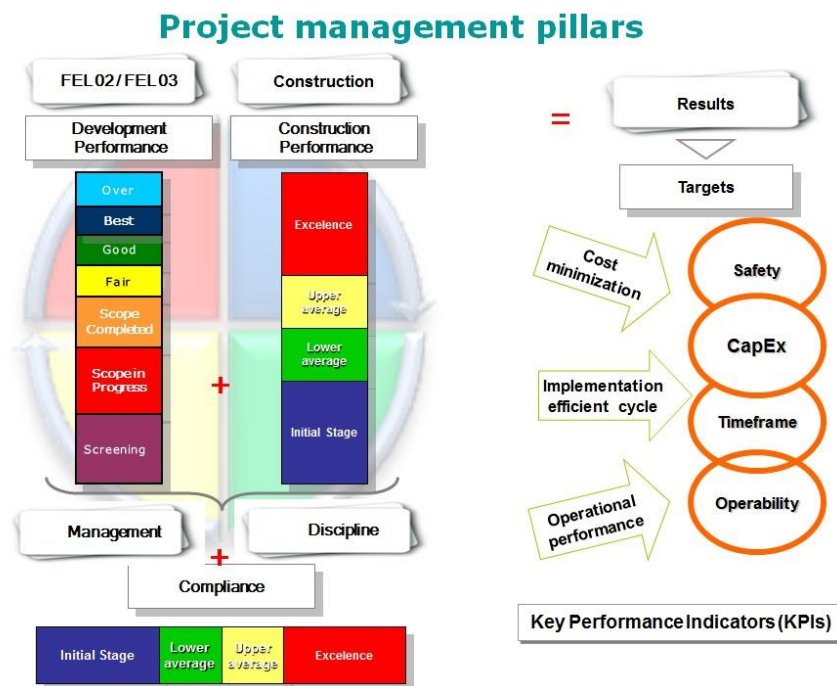 Project management pillars
FEL02/FEL03
Construction
Development
Performance
Construction
Performance
Over
Best
Good
Fair
Scope
Completed
Scope in
Progress
Screening
+
Excelence
Upper
average
Lower
average
Initial Stage
Management
+
Discipline
Compliance
Initial Stage
Lower
average
Upper
average
Excelence
=
Results
Targets
Cost
minimization
Implementation
efficient cycle
Operational
performance
Safety
CapEx
Timeframe
Operability
Key Performance Indicators (KPIs)